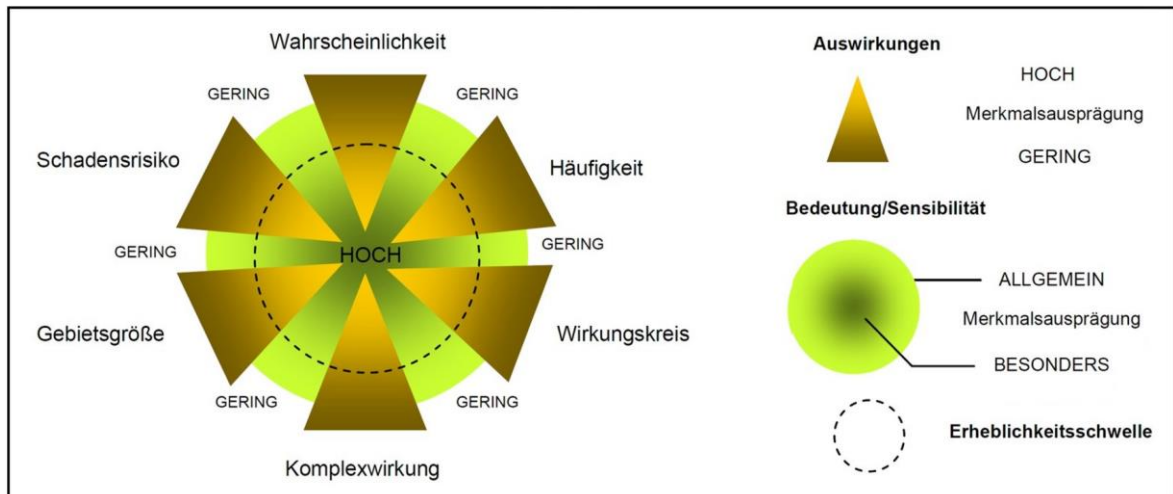 Wahrscheinlichkeit
GERING
GERING
Schadensrisiko
Häufigkeit
GERING
HOCH
GERING
Gebietsgröße
Wirkungskreis
GERING
GERING
Komplexwirkung
Auswirkungen
HOCH
Merkmalsausprägung
GERING
Bedeutung/Sensibilität
ALLGEMEIN
Merkmalsausprägung
BESONDERS
Erheblichkeitsschwelle